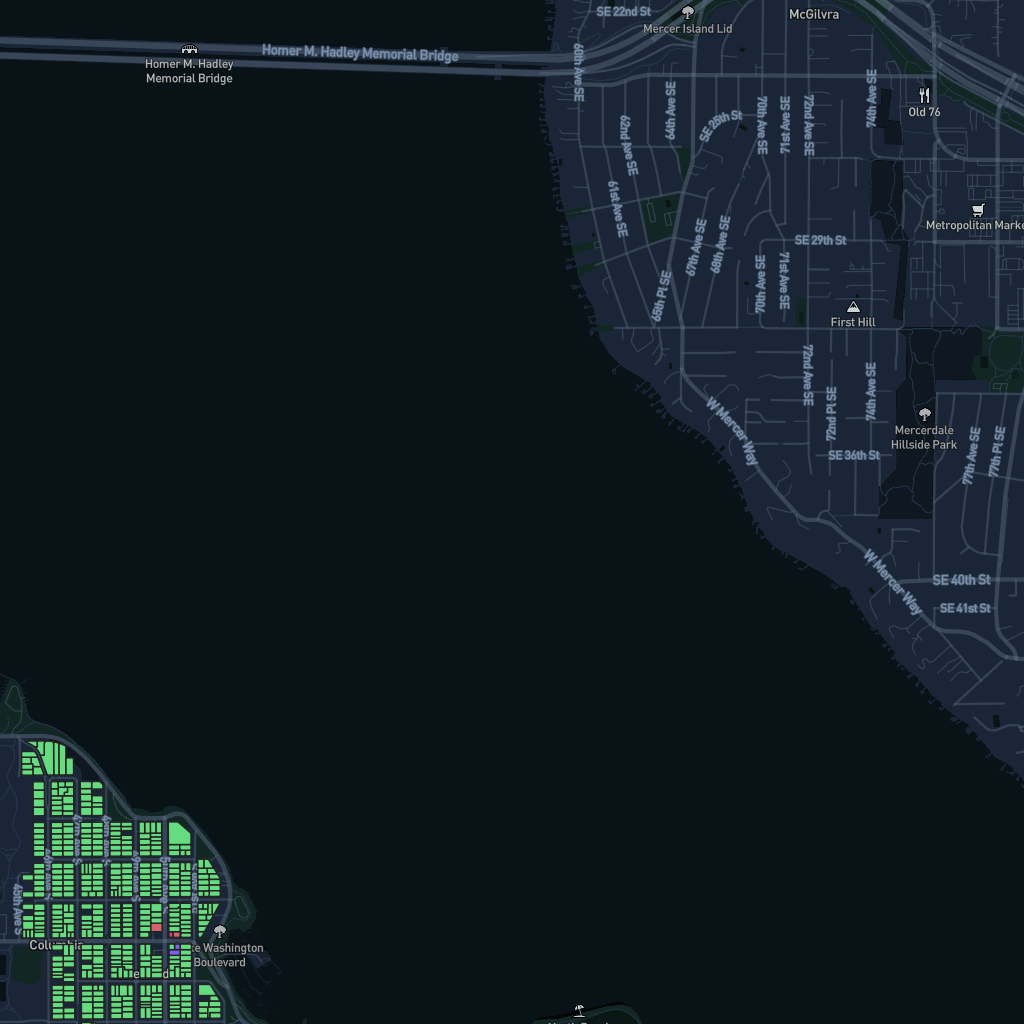 SE 22nd St
McGilvra
Mercer Island Lid
Homer M. Hadley Memorial Bridge
Homer M. Hadley
Memorial Bridge
60th Ave SE
62nd Ave SE
64th Ave SE
SE 25th St
70th Ave SE
71st Ave SE
72nd Ave SE
74th Ave SE
Old 76
61st Ave SE
67th Ave SE
68th Ave SE
SE 29th St
Metropolitan Marke
65th Pl SE
70th Ave SE
71st Ave SE
First Hill
72nd Ave SE
74th Ave SE
72nd Pl SE
W Mercer Way
Mercerdale
Hillside Park
SE 36th St
77th Ave SE
77th Pl SE
W Mercer Way
SE 40th St
SE 41st St
45th Ave S
49th Ave S
e Washington
Boulevard